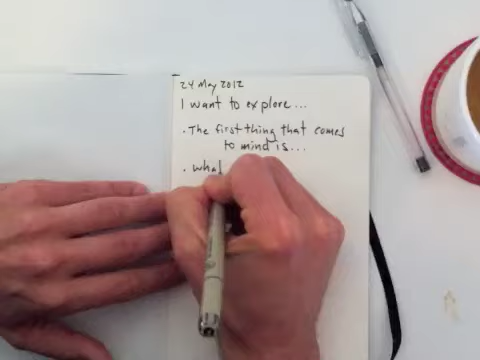 24 May 2012
I want to explore...
. The first thing that comes
to mind is...
. what